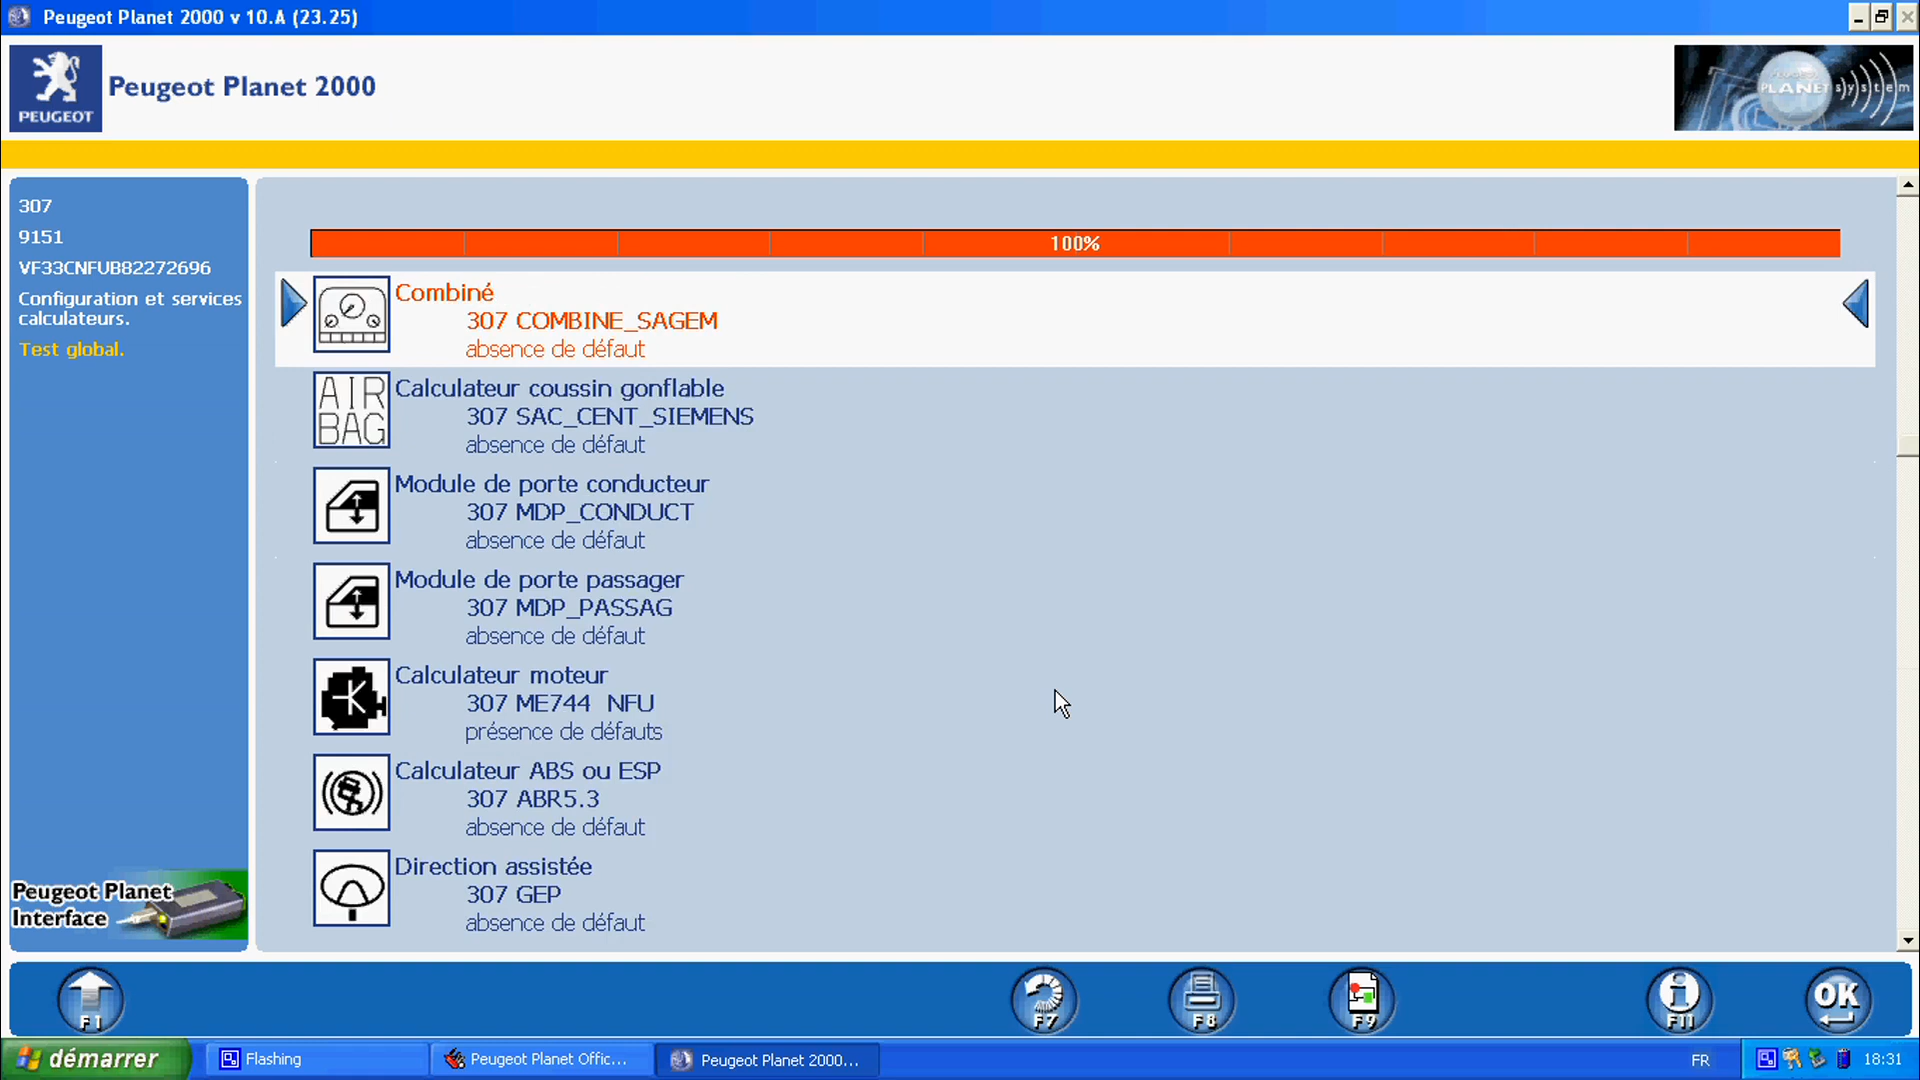 Peugeot Planet 2000 v 10.A (23.25)
PEUGEOT
Peugeot Planet 2000
PEUGEOT
PLANET system
307
9151
VF33CNFUB82272696
Configuration et services
calculateurs.
Test global.
100%
Combiné
307 COMBINE_SAGEM
absence de défaut
AIR
BAG
Calculateur coussin gonflable
307 SAC_CENT_SIEMENS
absence de défaut
Module de porte conducteur
307 MDP_CONDUCT
absence de défaut
Module de porte passager
307 MDP_PASSAG
absence de défaut
Calculateur moteur
307 ME744 NFU
présence de défauts
Calculateur ABS ou ESP
307 ABR5.3
absence de défaut
Direction assistée
307 GEP
absence de défaut
Peugeot Planet
Interface
F1
F7
F8
F9
F11
OK
démarrer
Flashing
Peugeot Planet Offic...
Peugeot Planet 2000...
FR
18:31